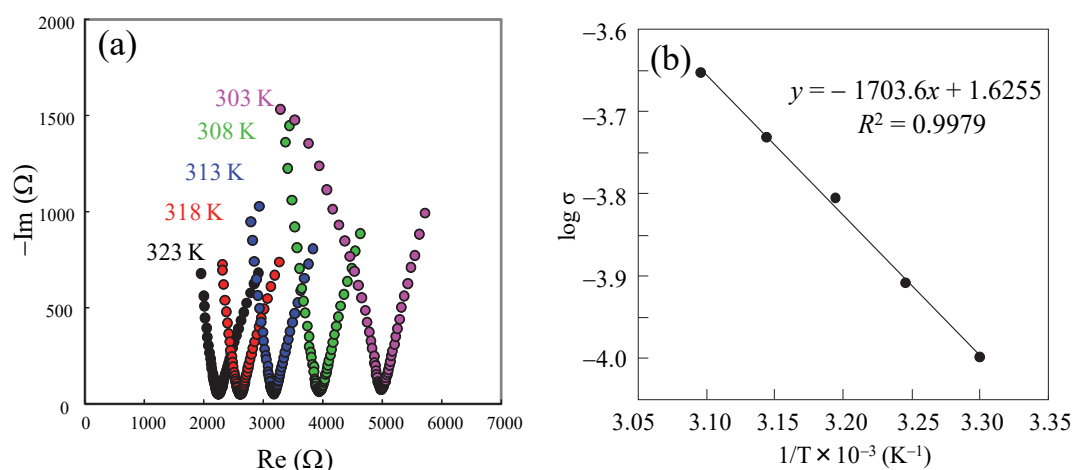 (a)
2000
1500
1000
500
0
−Im (Ω)
303 K
308 K
313 K
318 K
323 K
0 1000 2000 3000 4000 5000 6000 7000
Re (Ω)
(b)
−3.6
−3.7
−3.8
−3.9
−4.0
log σ
y = − 1703.6x + 1.6255
R² = 0.9979
3.05 3.10 3.15 3.20 3.25 3.30 3.35
1/T × 10⁻³ (K⁻¹)